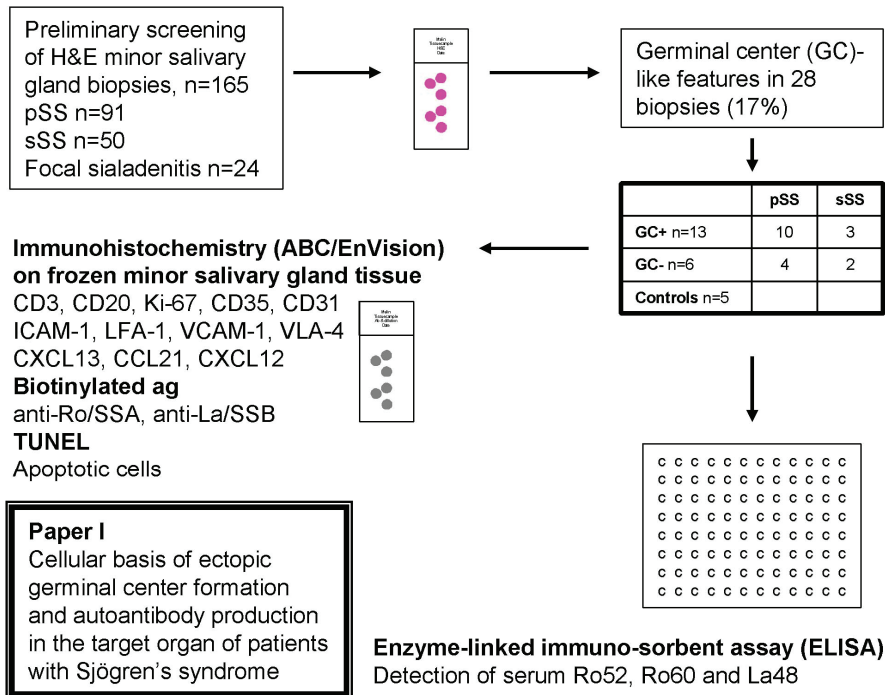 Preliminary screening
of H&E minor salivary
gland biopsies, n=165
pSS n=91
sSS n=50
Focal sialadenitis n=24
Germinal center (GC)-
like features in 28
biopsies (17%)
pSS sSS
GC+ n=13 10 3
GC- n=6 4 2
Controls n=5
Immunohistochemistry (ABC/EnVision)
on frozen minor salivary gland tissue
CD3, CD20, Ki-67, CD35, CD31
ICAM-1, LFA-1, VCAM-1, VLA-4
CXCL13, CCL21, CXCL12
Biotinylated ag
anti-Ro/SSA, anti-La/SSB
TUNEL
Apoptotic cells
C C C C C C C C C C C C
C C C C C C C C C C C C
C C C C C C C C C C C C
C C C C C C C C C C C C
C C C C C C C C C C C C
C C C C C C C C C C C C
C C C C C C C C C C C C
C C C C C C C C C C C C
Paper I
Cellular basis of ectopic
germinal center formation
and autoantibody production
in the target organ of patients
with Sjögren's syndrome
Enzyme-linked immuno-sorbent assay (ELISA)
Detection of serum Ro52, Ro60 and La48